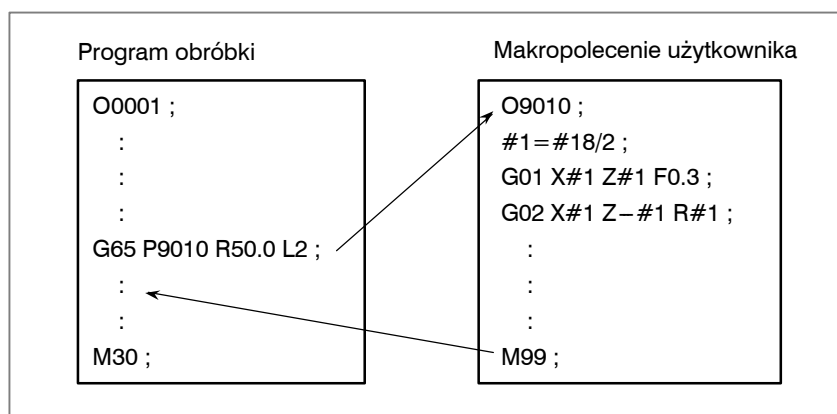 Program obróbki
O0001 ;
:
:
:
G65 P9010 R50.0 L2 ;
:
:
M30 ;
Makropolecenie użytkownika
O9010 ;
#1=#18/2 ;
G01 X#1 Z#1 F0.3 ;
G02 X#1 Z−#1 R#1 ;
:
:
:
M99 ;